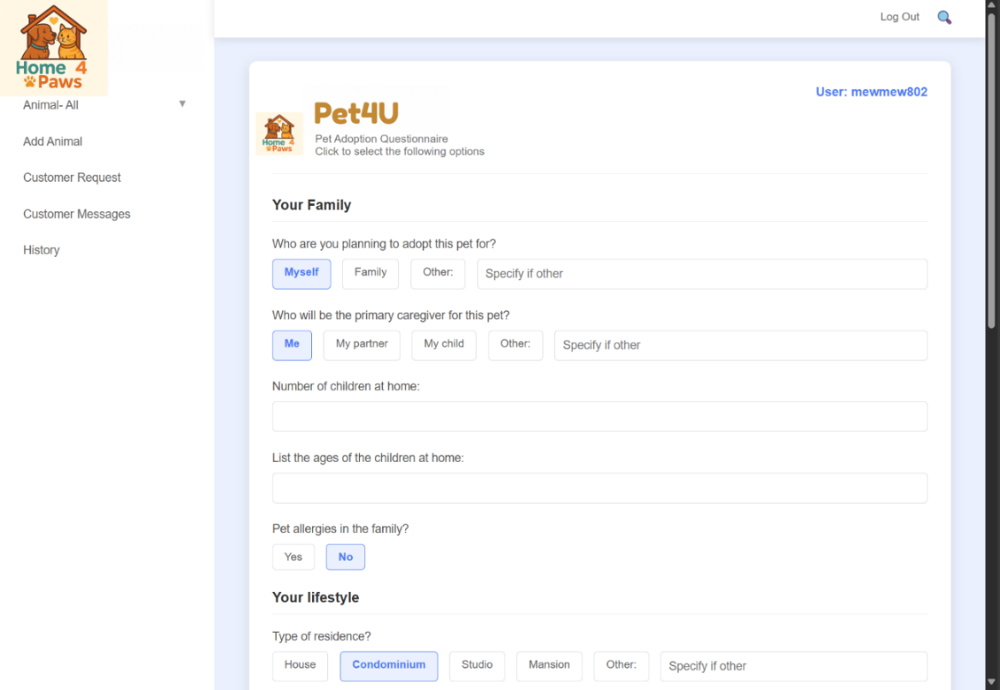 Home 4
Paws
Animal- All
Add Animal
Customer Request
Customer Messages
History
Log Out
User: mewmew802
Home 4
Paws
Pet4U
Pet Adoption Questionnaire
Click to select the following options
Your Family
Who are you planning to adopt this pet for?
Myself Family Other: Specify if other
Who will be the primary caregiver for this pet?
Me My partner My child Other: Specify if other
Number of children at home:
List the ages of the children at home:
Pet allergies in the family?
Yes No
Your lifestyle
Type of residence?
House Condominium Studio Mansion Other: Specify if other